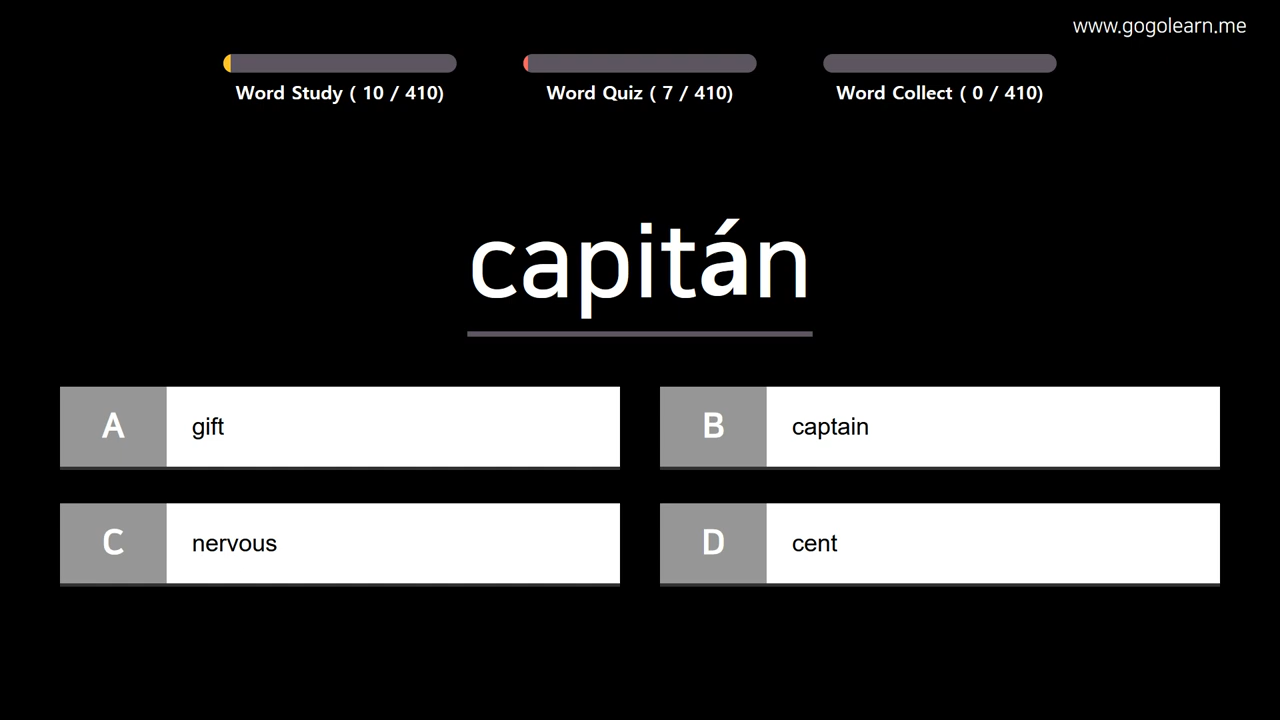 www.gogolearn.me
Word Study ( 10 / 410)
Word Quiz ( 7 / 410)
Word Collect ( 0 / 410)
capitán
A gift
B captain
C nervous
D cent